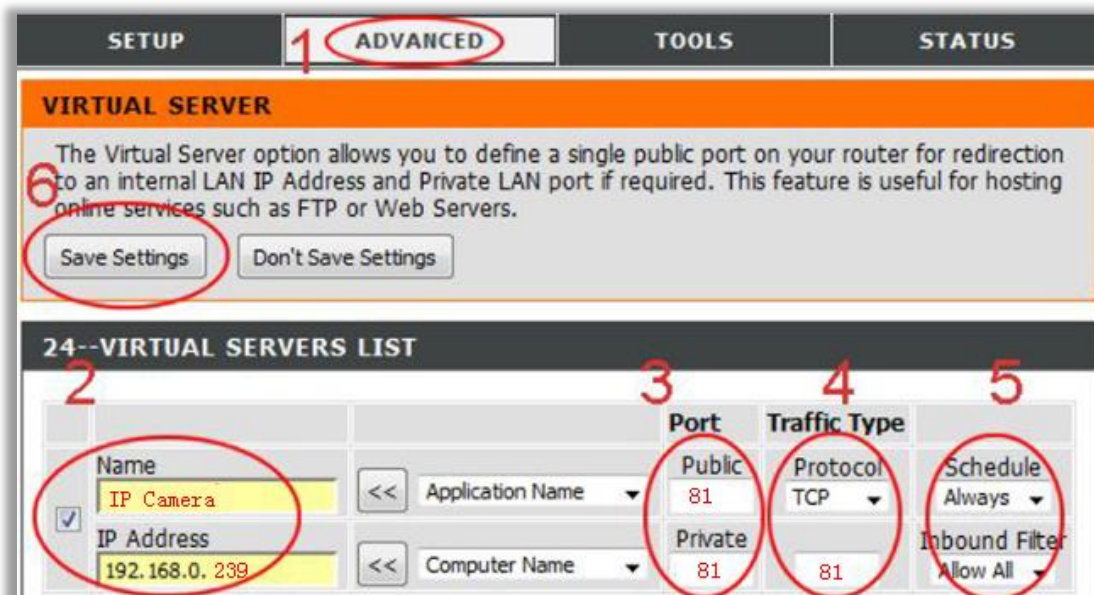 SETUP 1 ADVANCED TOOLS STATUS
VIRTUAL SERVER
The Virtual Server option allows you to define a single public port on your router for redirection
6 to an internal LAN IP Address and Private LAN port if required. This feature is useful for hosting
online services such as FTP or Web Servers.
Save Settings Don't Save Settings
24--VIRTUAL SERVERS LIST
2 3 4 5
Port Traffic Type
Name Public Protocol Schedule
IP Camera << Application Name 81 TCP Always
IP Address Private Inbound Filter
192.168.0.239 << Computer Name 81 81 Allow All